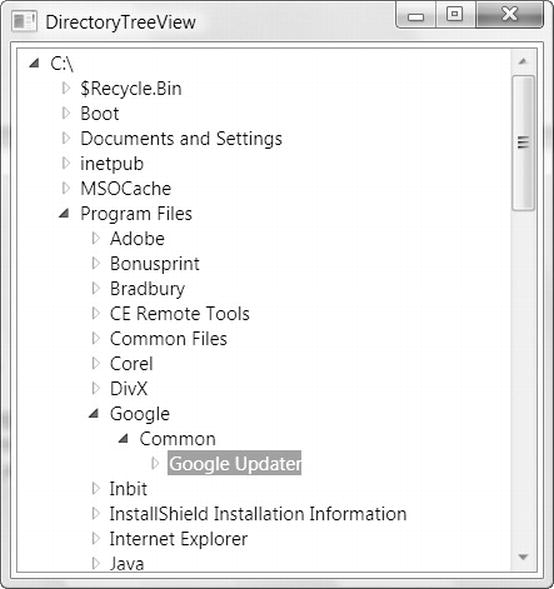 DirectoryTreeView
C:\
$Recycle.Bin
Boot
Documents and Settings
inetpub
MSOCache
Program Files
Adobe
Bonusprint
Bradbury
CE Remote Tools
Common Files
Corel
DivX
Google
Common
Google Updater
Inbit
InstallShield Installation Information
Internet Explorer
Java